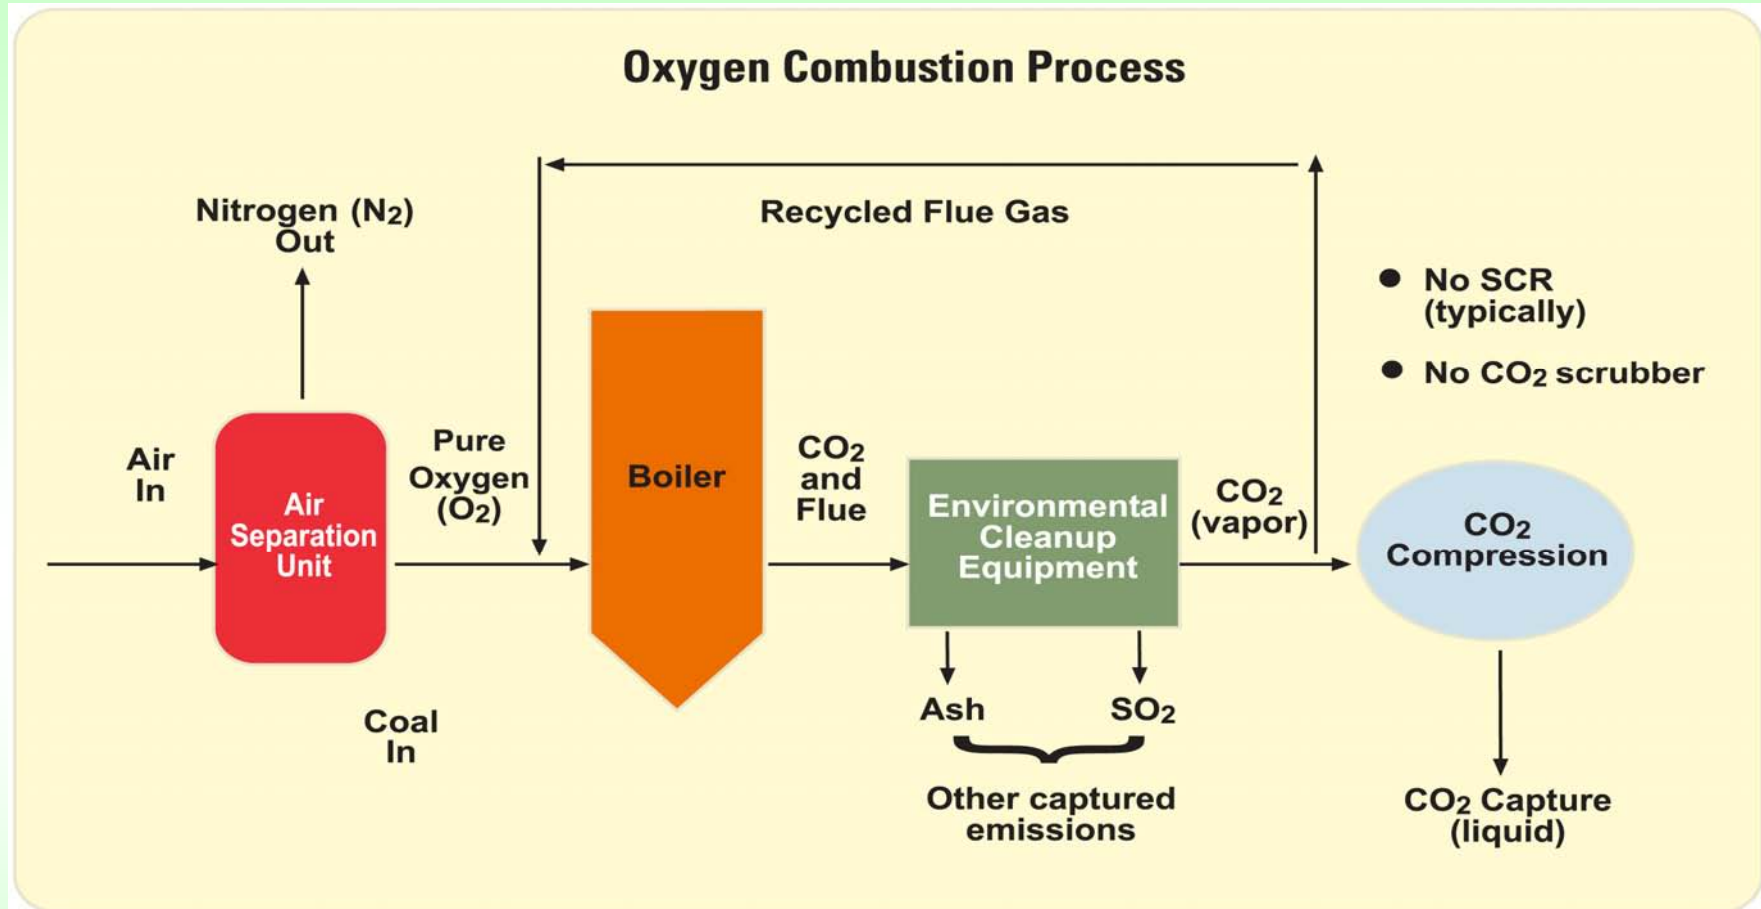 Oxygen Combustion Process
Nitrogen (N2)
Out
Recycled Flue Gas
● No SCR
(typically)
● No CO2 scrubber
Air
In
Air
Separation
Unit
Pure
Oxygen
(O2)
Boiler
CO2
and
Flue
Environmental
Cleanup
Equipment
CO2
(vapor)
CO2
Compression
Coal
In
Ash
SO2
Other captured
emissions
CO2 Capture
(liquid)